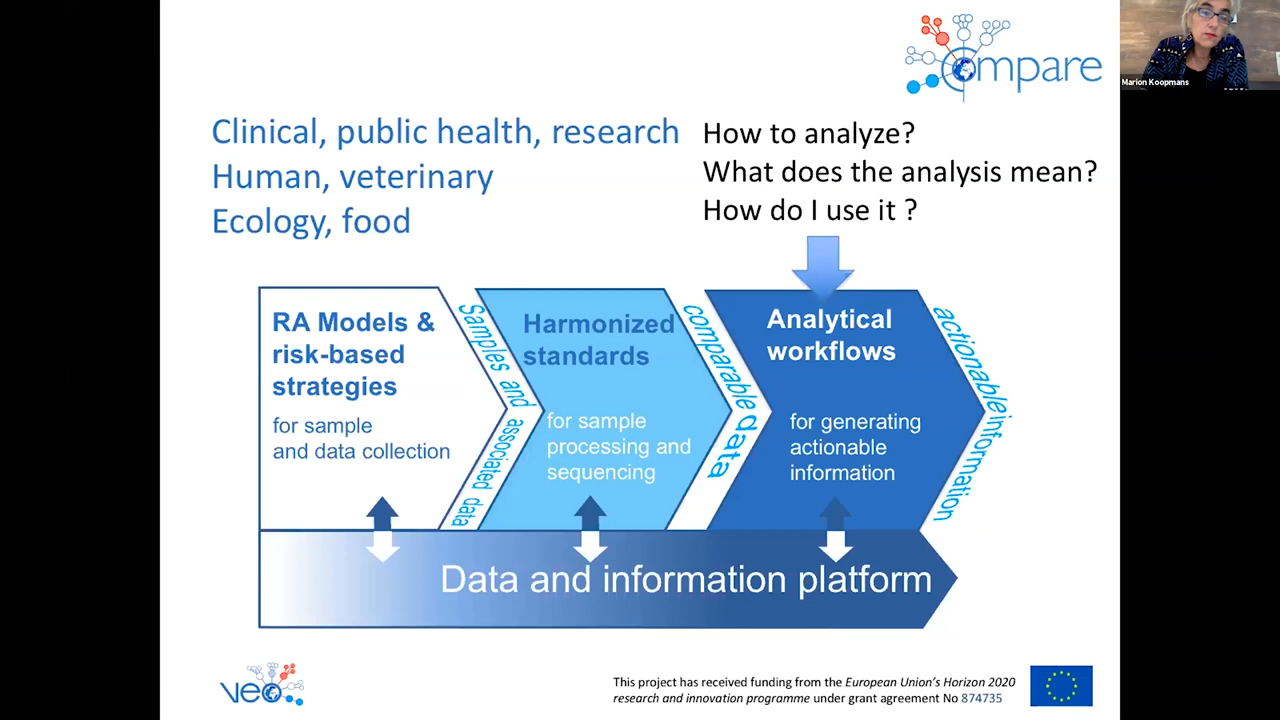 Compare
Marion Koopmans
Clinical, public health, research
Human, veterinary
Ecology, food
How to analyze?
What does the analysis mean?
How do I use it ?
RA Models &
risk-based
strategies
for sample
and data collection
Samples and associated data
Harmonized
standards
for sample
processing and
sequencing
comparable data
Analytical
workflows
for generating
actionable
information
actionable information
Data and information platform
VEO
This project has received funding from the European Union's Horizon 2020
research and innovation programme under grant agreement No 874735